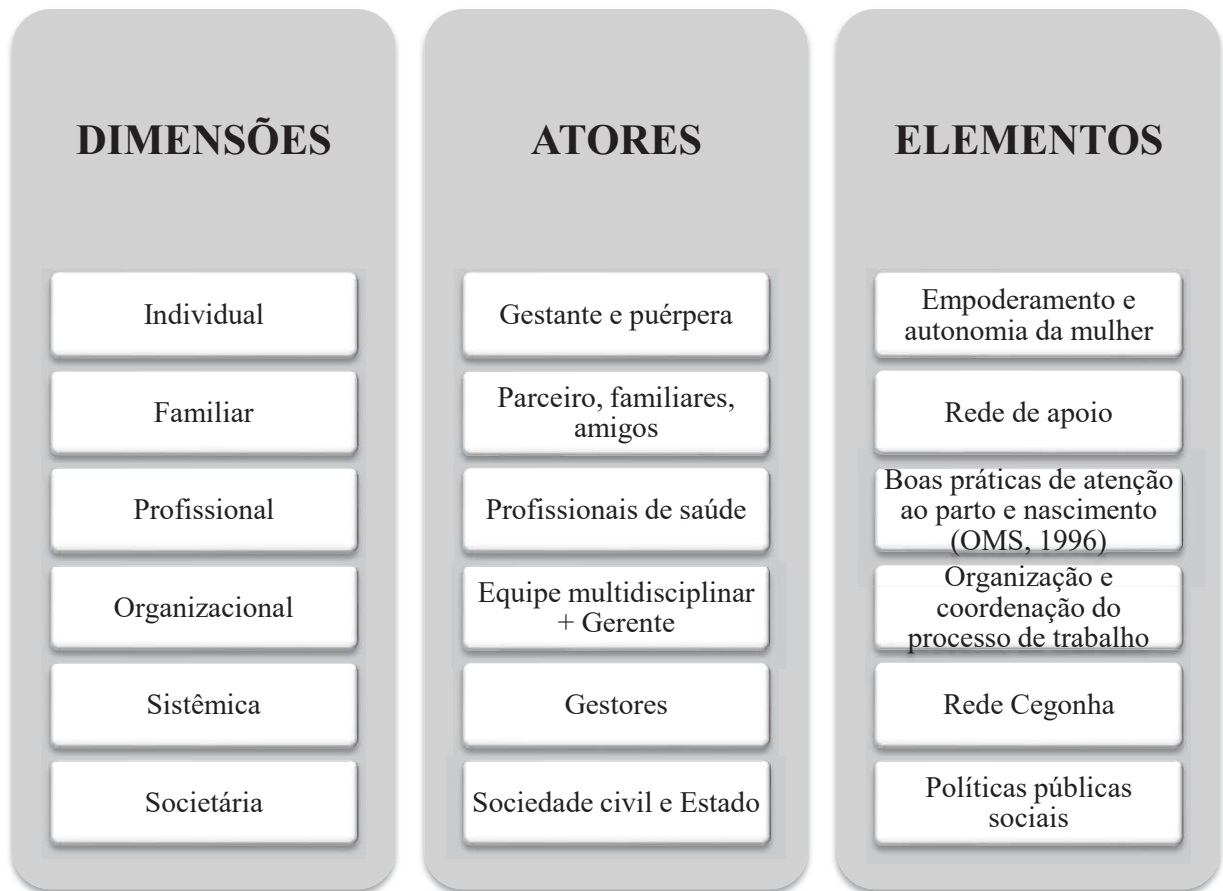 DIMENSÕES
Individual
Familiar
Profissional
Organizacional
Sistêmica
Societária
ATORES
Gestante e puérpera
Parceiro, familiares,
amigos
Profissionais de saúde
Equipe multidisciplinar
+ Gerente
Gestores
Sociedade civil e Estado
ELEMENTOS
Empoderamento e
autonomia da mulher
Rede de apoio
Boas práticas de atenção
ao parto e nascimento
(OMS, 1996)
Organização e
coordenação do
processo de trabalho
Rede Cegonha
Políticas públicas
sociais